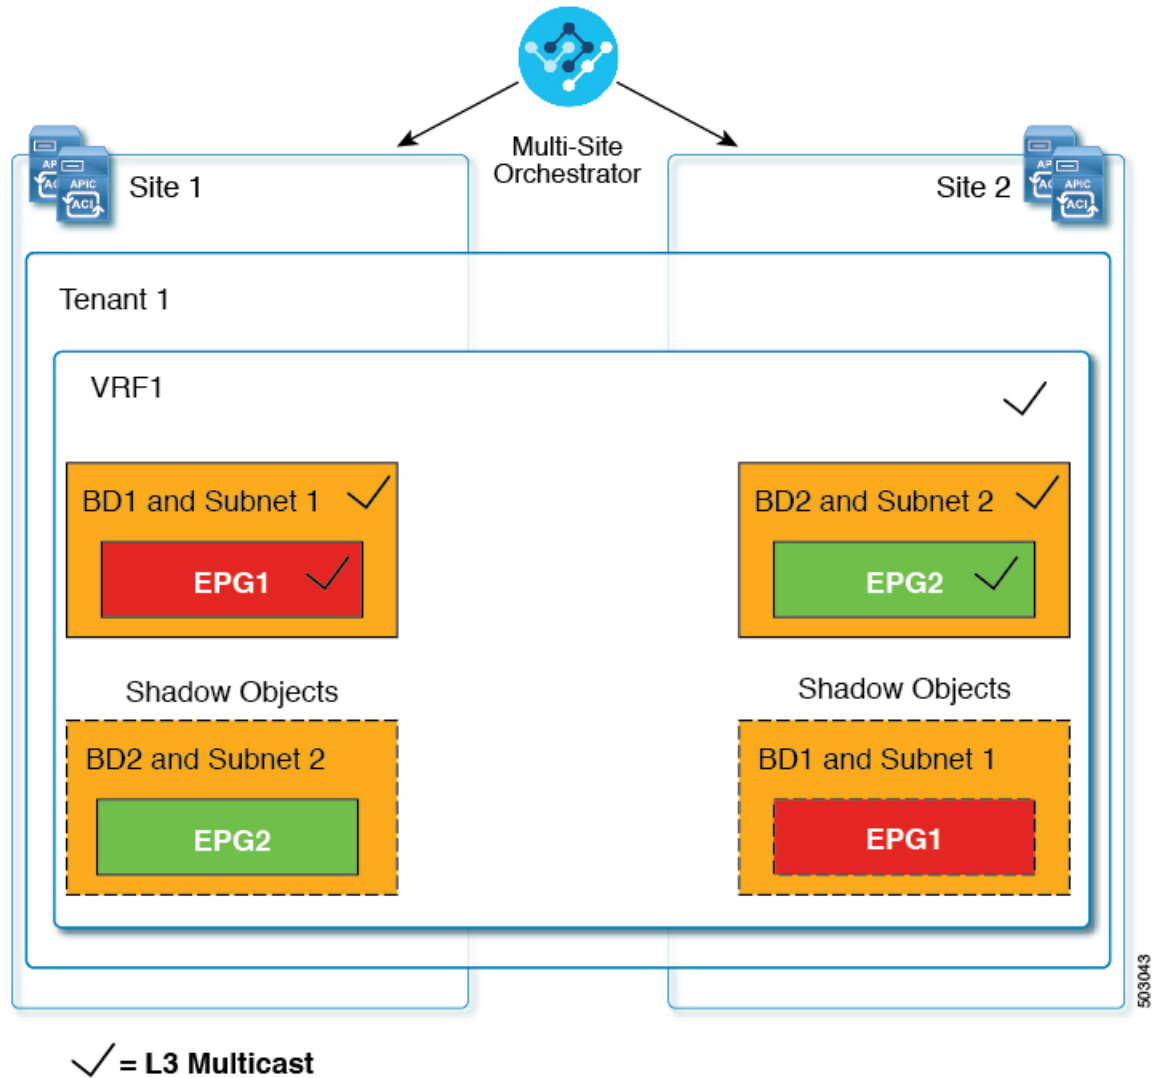 Multi-Site
Orchestrator
AP
APIC
ACI
Site 1
Site 2
AP
APIC
ACI
Tenant 1
VRF1
BD1 and Subnet 1
EPG1
BD2 and Subnet 2
EPG2
Shadow Objects
BD2 and Subnet 2
EPG2
Shadow Objects
BD1 and Subnet 1
EPG1
503043
= L3 Multicast